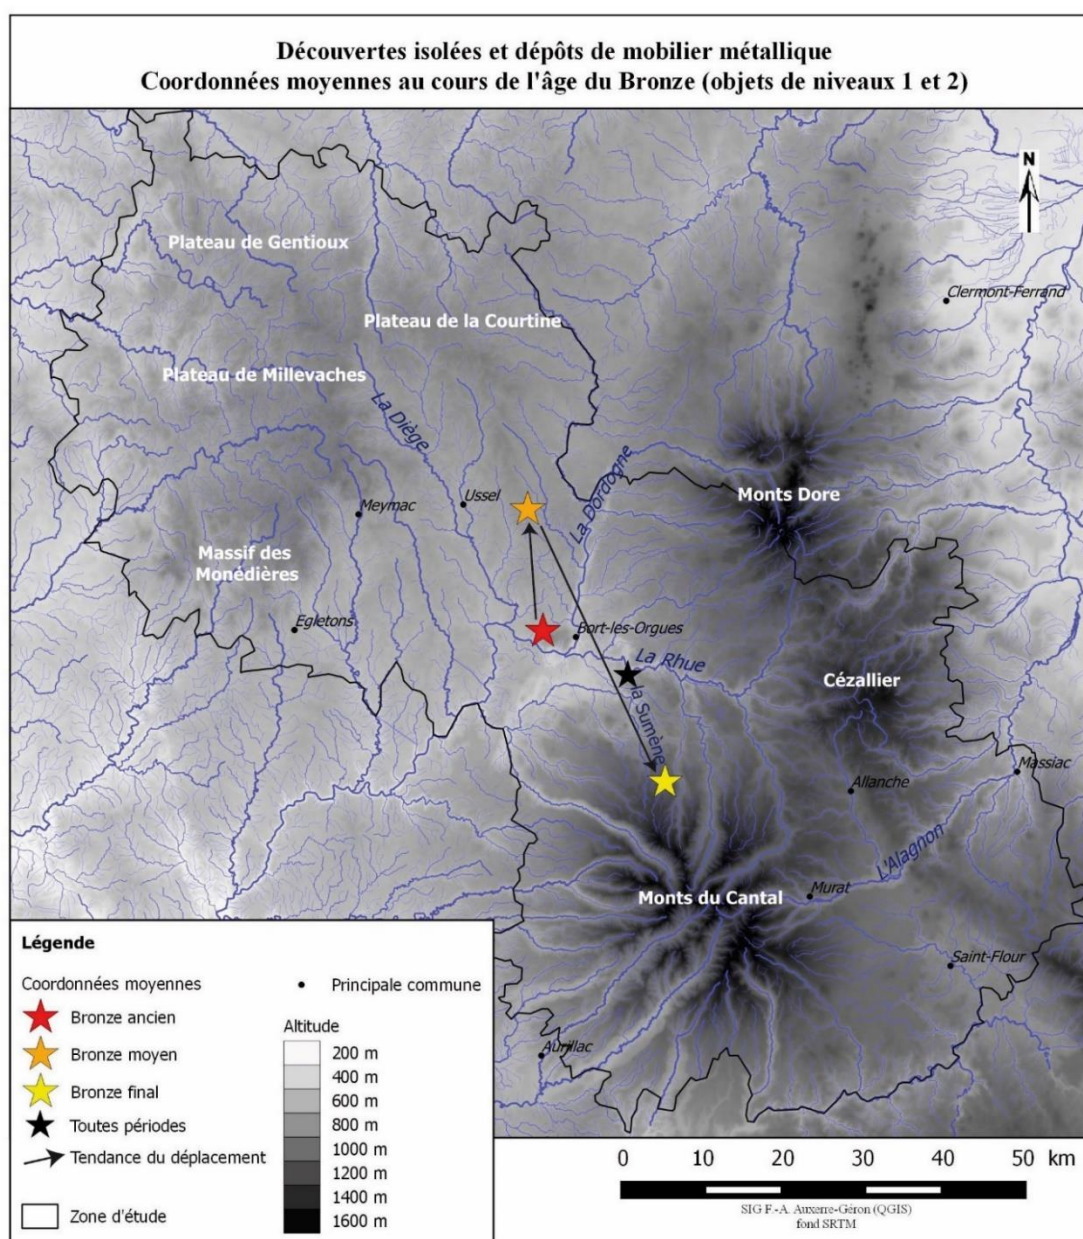 Découvertes isolées et dépôts de mobilier métallique
Coordonnées moyennes au cours de l'âge du Bronze (objets de niveaux 1 et 2)
N
Plateau de Gentioux
Clermont-Ferrand
Plateau de la Courtine
Plateau de Millevaches
La Diège
La Dordogne
Ussel
Meymac
Monts Dore
Massif des
Monédières
Egletons
Bort-les-Orgues
La Rhue
la Sumène
Cézallier
Massiac
Allanche
L'Alagnon
Murat
Monts du Cantal
Saint-Flour
Aurillac
Légende
Coordonnées moyennes
Bronze ancien
Bronze moyen
Bronze final
Toutes périodes
Tendance du déplacement
Zone d'étude
Principale commune
Altitude
200 m
400 m
600 m
800 m
1000 m
1200 m
1400 m
1600 m
0 10 20 30 40 50 km
SIG F.-A. Auxerre-Géron (QGIS)
fond SRTM